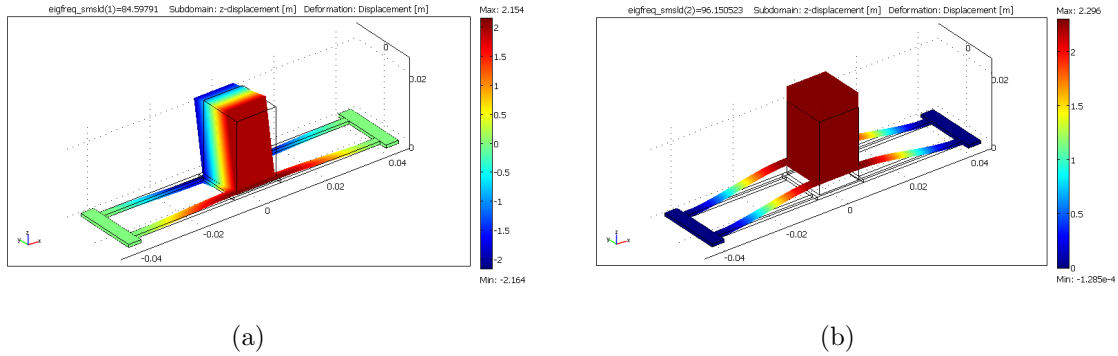 eigfreq_smsld(1)=84.59791 Subdomain: z-displacement [m] Deformation: Displacement [m]
Max: 2.154
0
0.02
0
0.04
0.02
0
-0.02
-0.04
z
y
x
2
1.5
1
0.5
0
-0.5
-1
-1.5
-2
Min: -2.164
(a)
eigfreq_smsld(2)=96.150523 Subdomain: z-displacement [m] Deformation: Displacement [m]
Max: 2.296
0
0.02
0
0.04
0.02
0
-0.02
-0.04
z
y
x
2
1.5
1
0.5
0
Min: -1.285e-4
(b)